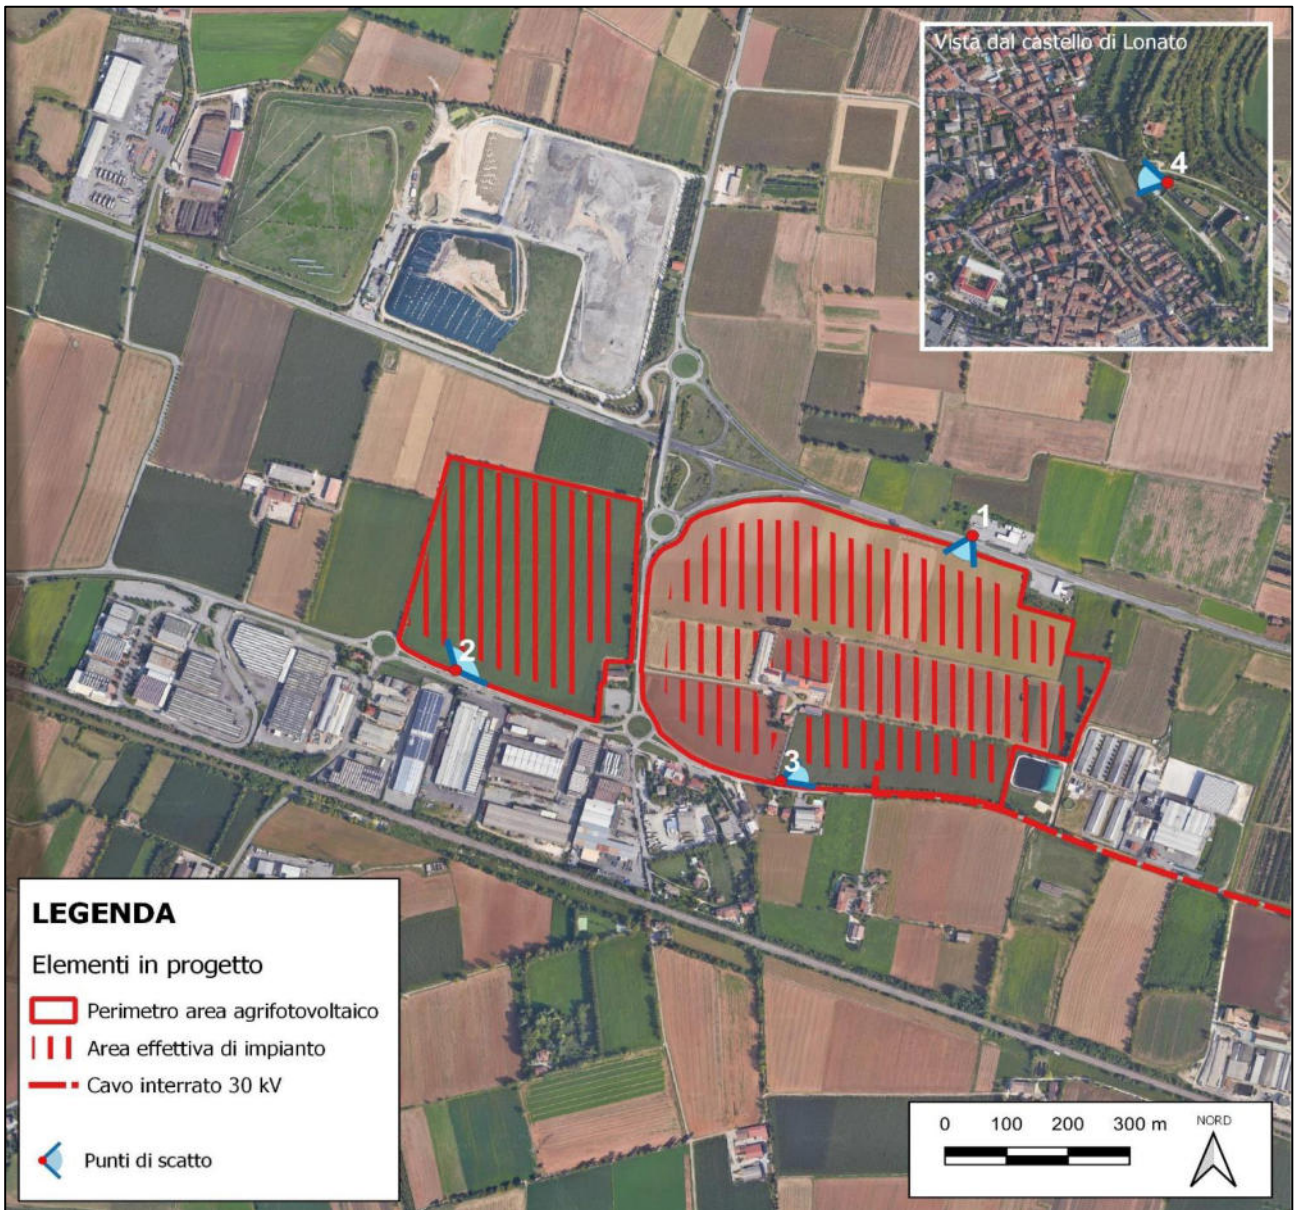 Vista dal castello di Lonato
4
1
2
3
LEGENDA
Elementi in progetto
Perimetro area agrifotovoltaico
Area effettiva di impianto
Cavo interrato 30 kV
Punti di scatto
0 100 200 300 m
NORD